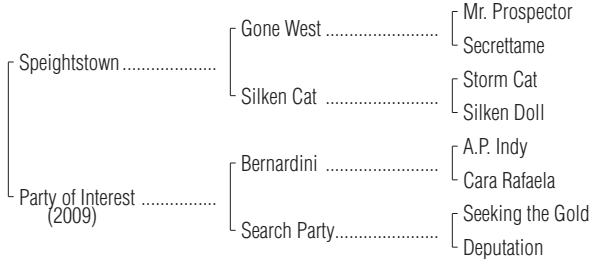 Mr. Prospector
Gone West ........................
Secrettame
Speightstown ....................
Storm Cat
Silken Cat ........................
Silken Doll
A.P. Indy
Bernardini ........................
Cara Rafaela
Party of Interest ................
(2009)
Seeking the Gold
Search Party......................
Deputation